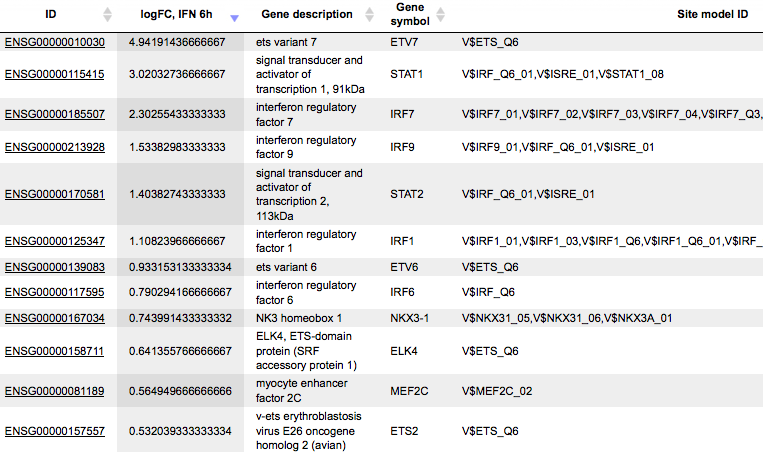 ID logFC, IFN 6h Gene description Gene symbol Site model ID
ENSG00000010030 4.94191436666667 ets variant 7 ETV7 V$ETS_Q6
ENSG00000115415 3.02032736666667 signal transducer and activator of transcription 1, 91kDa STAT1 V$IRF_Q6_01,V$ISRE_01,V$STAT1_08
ENSG00000185507 2.30255433333333 interferon regulatory factor 7 IRF7 V$IRF7_01,V$IRF7_02,V$IRF7_03,V$IRF7_04,V$IRF7_Q3,
ENSG00000213928 1.53382983333333 interferon regulatory factor 9 IRF9 V$IRF9_01,V$IRF_Q6_01,V$ISRE_01
ENSG00000170581 1.40382743333333 signal transducer and activator of transcription 2, 113kDa STAT2 V$IRF_Q6_01,V$ISRE_01
ENSG00000125347 1.10823966666667 interferon regulatory factor 1 IRF1 V$IRF1_01,V$IRF1_03,V$IRF1_Q6,V$IRF1_Q6_01,V$IRF_
ENSG00000139083 0.933153133333334 ets variant 6 ETV6 V$ETS_Q6
ENSG00000117595 0.790294166666667 interferon regulatory factor 6 IRF6 V$IRF_Q6
ENSG00000167034 0.743991433333332 NK3 homeobox 1 NKX3-1 V$NKX31_05,V$NKX31_06,V$NKX3A_01
ENSG00000158711 0.641355766666667 ELK4, ETS-domain protein (SRF accessory protein 1) ELK4 V$ETS_Q6
ENSG00000081189 0.564949666666666 myocyte enhancer factor 2C MEF2C V$MEF2C_02
ENSG00000157557 0.532039333333334 v-ets erythroblastosis virus E26 oncogene homolog 2 (avian) ETS2 V$ETS_Q6